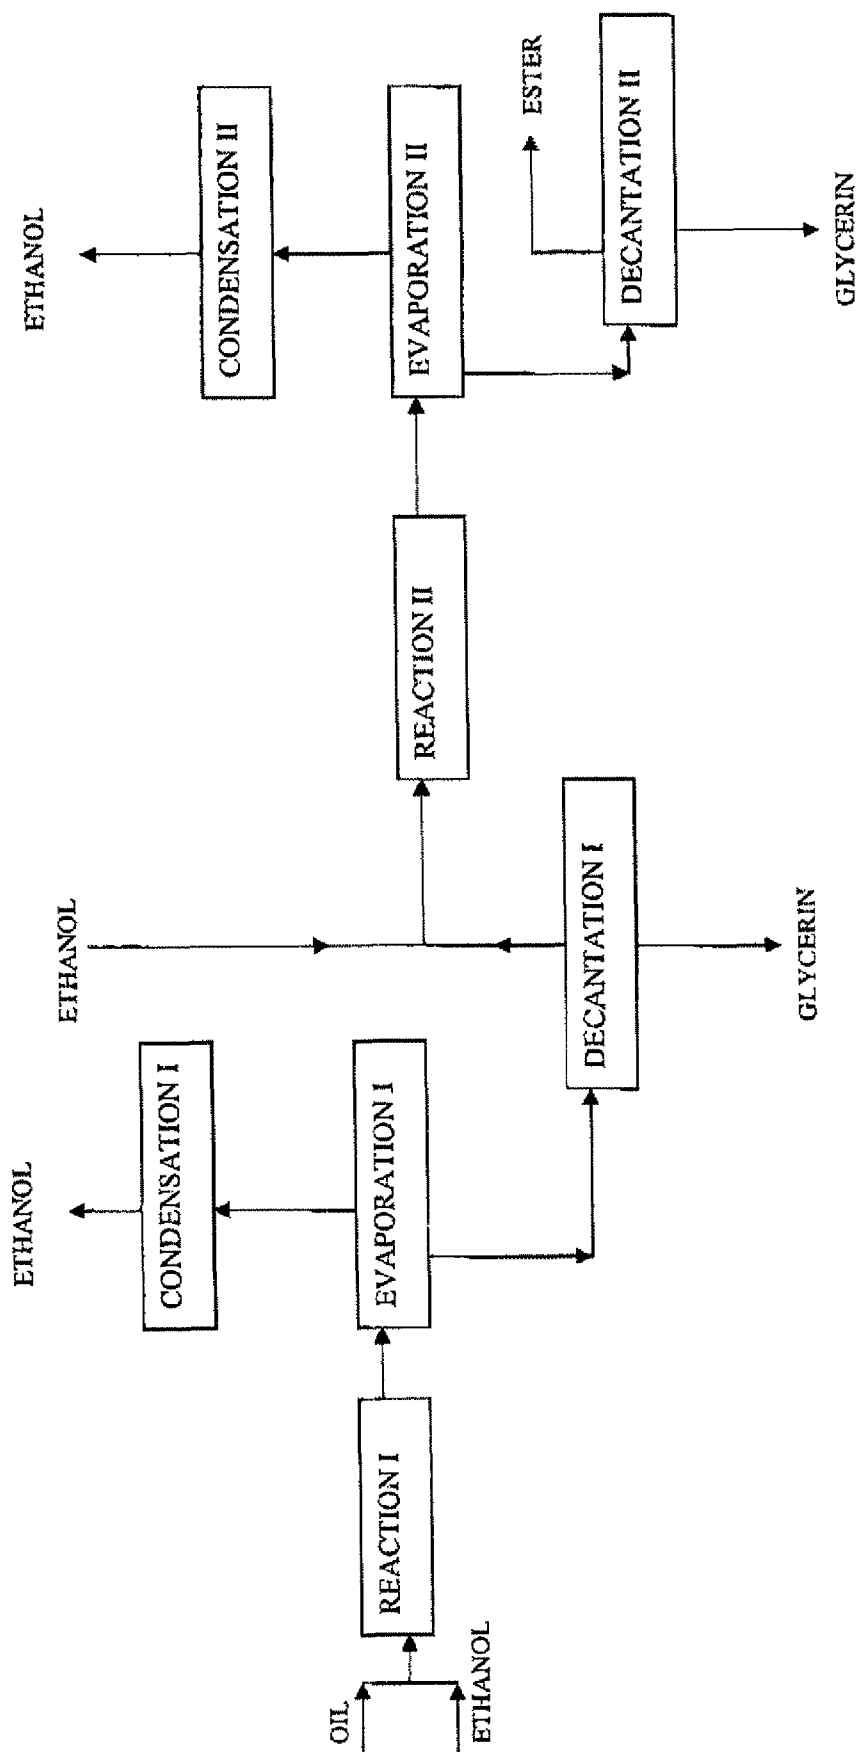 OIL
ETHANOL
REACTION I
EVAPORATION I
CONDENSATION I
ETHANOL
DECANTATION I
GLYCERIN
ETHANOL
REACTION II
EVAPORATION II
CONDENSATION II
ETHANOL
DECANTATION II
ESTER
GLYCERIN